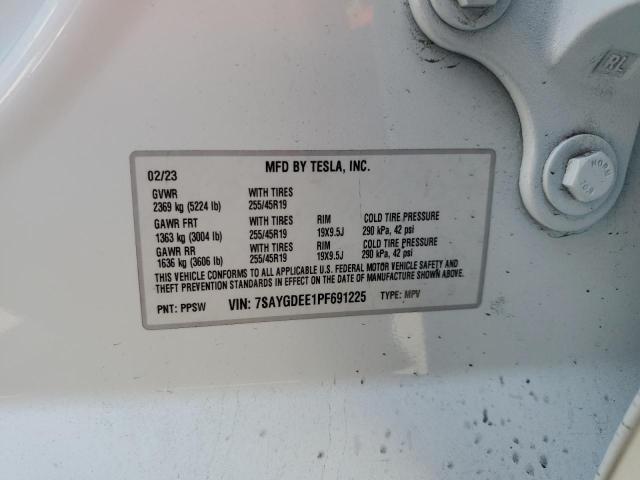 RL
HORN
02/23 MFD BY TESLA, INC.
GVWR WITH TIRES
2369 kg (5224 lb) 255/45R19
GAWR FRT WITH TIRES RIM COLD TIRE PRESSURE
1363 kg (3004 lb) 255/45R19 19X9.5J 290 kPa, 42 psi
GAWR RR WITH TIRES RIM COLD TIRE PRESSURE
1636 kg (3606 lb) 255/45R19 19X9.5J 290 kPa, 42 psi
THIS VEHICLE CONFORMS TO ALL APPLICABLE U.S. FEDERAL MOTOR VEHICLE SAFETY AND
THEFT PREVENTION STANDARDS IN EFFECT ON THE DATE OF MANUFACTURE SHOWN ABOVE.
PNT: PPSW VIN: 7SAYGDEE1PF691225 TYPE: MPV